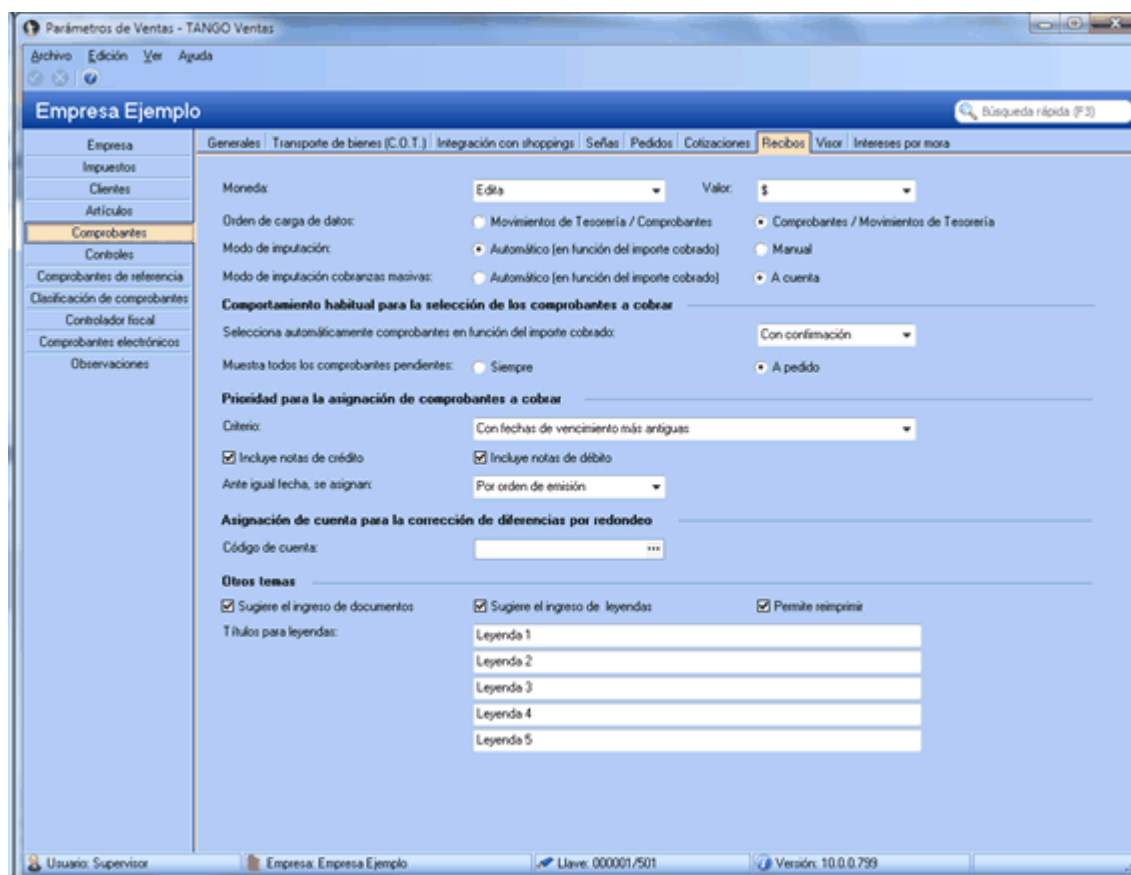 Parámetros de Ventas - TANGO Ventas
Archivo Edición Ver Ayuda
Empresa Ejemplo
Búsqueda rápida (F3)
Empresa
Impuestos
Clientes
Artículos
Comprobantes
Controles
Comprobantes de referencia
Clasificación de comprobantes
Controlador fiscal
Comprobantes electrónicos
Observaciones
Generales Transporte de bienes (C.O.T.) Integración con shoppings Señas Pedidos Cotizaciones Recibos Visor Intereses por mora
Moneda: Edita Valor: $
Orden de carga de datos: Movimientos de Tesorería / Comprobantes Comprobantes / Movimientos de Tesorería
Modo de imputación: Automático (en función del importe cobrado) Manual
Modo de imputación cobranzas masivas: Automático (en función del importe cobrado) A cuenta
Comportamiento habitual para la selección de los comprobantes a cobrar
Selecciona automáticamente comprobantes en función del importe cobrado: Con confirmación
Muestra todos los comprobantes pendientes: Siempre A pedido
Prioridad para la asignación de comprobantes a cobrar
Criterio: Con fechas de vencimiento más antiguas
Incluye notas de crédito Incluye notas de débito
Ante igual fecha, se asignan: Por orden de emisión
Asignación de cuenta para la corrección de diferencias por redondeo
Código de cuenta: ...
Otros temas
Sugiere el ingreso de documentos Sugiere el ingreso de leyendas Permite reimprimir
Títulos para leyendas: Leyenda 1
Leyenda 2
Leyenda 3
Leyenda 4
Leyenda 5
Usuario: Supervisor Empresa: Empresa Ejemplo Llave: 000001/501 Versión: 10.0.0.799